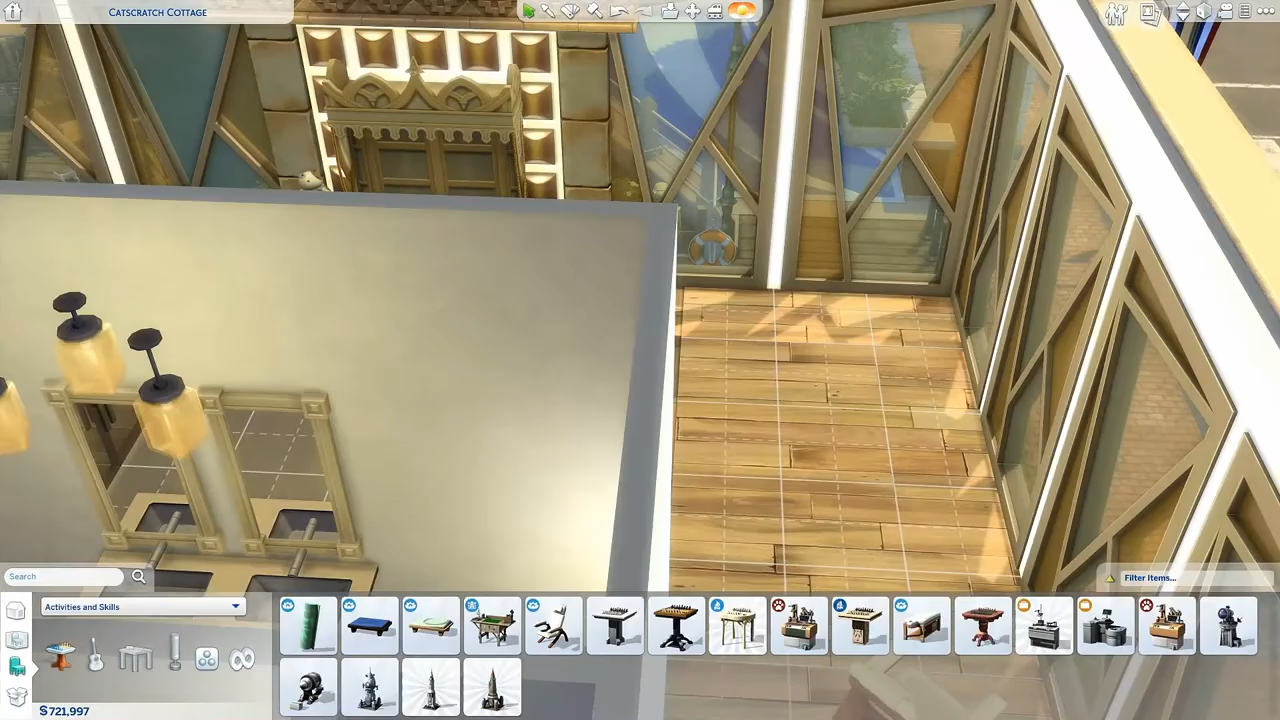 Catscratch Cottage
Search
Filter Items...
Activities and Skills
§721,997